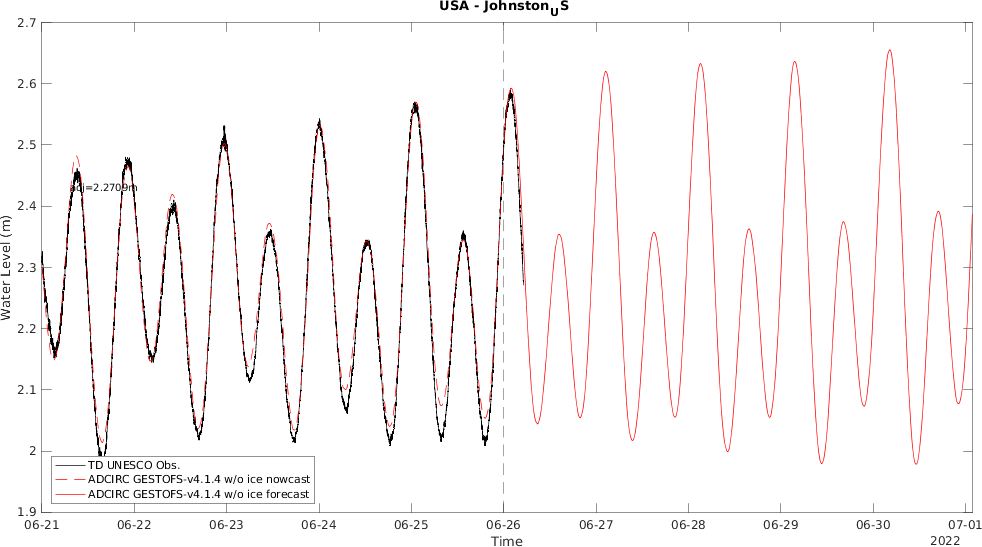 USA - Johnston_US
2.7
2.6
2.5
2.4
2.3
2.2
2.1
2
1.9
Water Level (m)
adj=2.2709m
TD UNESCO Obs.
ADCIRC GESTOFS-v4.1.4 w/o ice nowcast
ADCIRC GESTOFS-v4.1.4 w/o ice forecast
06-21 06-22 06-23 06-24 06-25 06-26 06-27 06-28 06-29 06-30 07-01
Time
2022